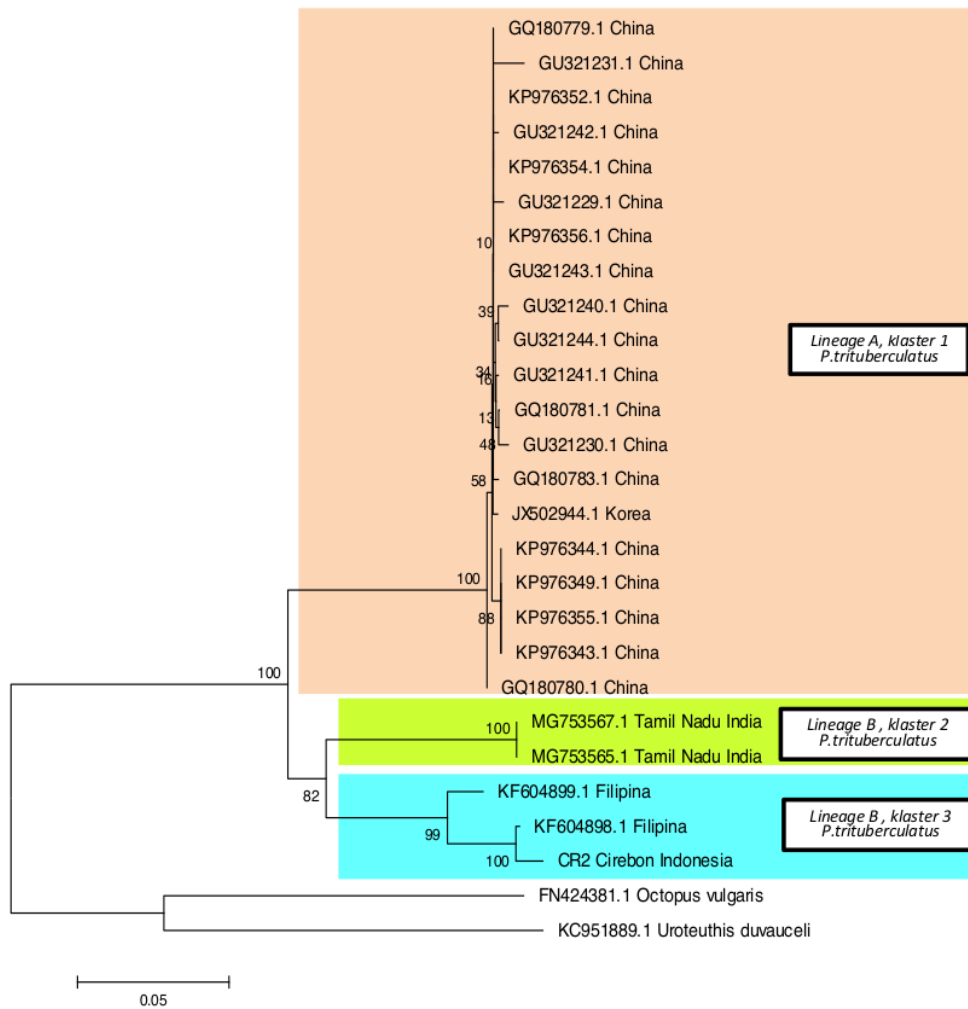 GQ180779.1 China
GU321231.1 China
KP976352.1 China
GU321242.1 China
KP976354.1 China
GU321229.1 China
KP976356.1 China
10
GU321243.1 China
GU321240.1 China
39
GU321244.1 China
Lineage A, klaster 1
P.trituberculatus
GU321241.1 China
34
16
GQ180781.1 China
13
GU321230.1 China
48
GQ180783.1 China
58
JX502944.1 Korea
KP976344.1 China
KP976349.1 China
100
KP976355.1 China
88
KP976343.1 China
GQ180780.1 China
100
MG753567.1 Tamil Nadu India
100
MG753565.1 Tamil Nadu India
Lineage B , klaster 2
P.trituberculatus
KF604899.1 Filipina
82
KF604898.1 Filipina
99
CR2 Cirebon Indonesia
100
Lineage B , klaster 3
P.trituberculatus
FN424381.1 Octopus vulgaris
KC951889.1 Uroteuthis duvauceli
0.05